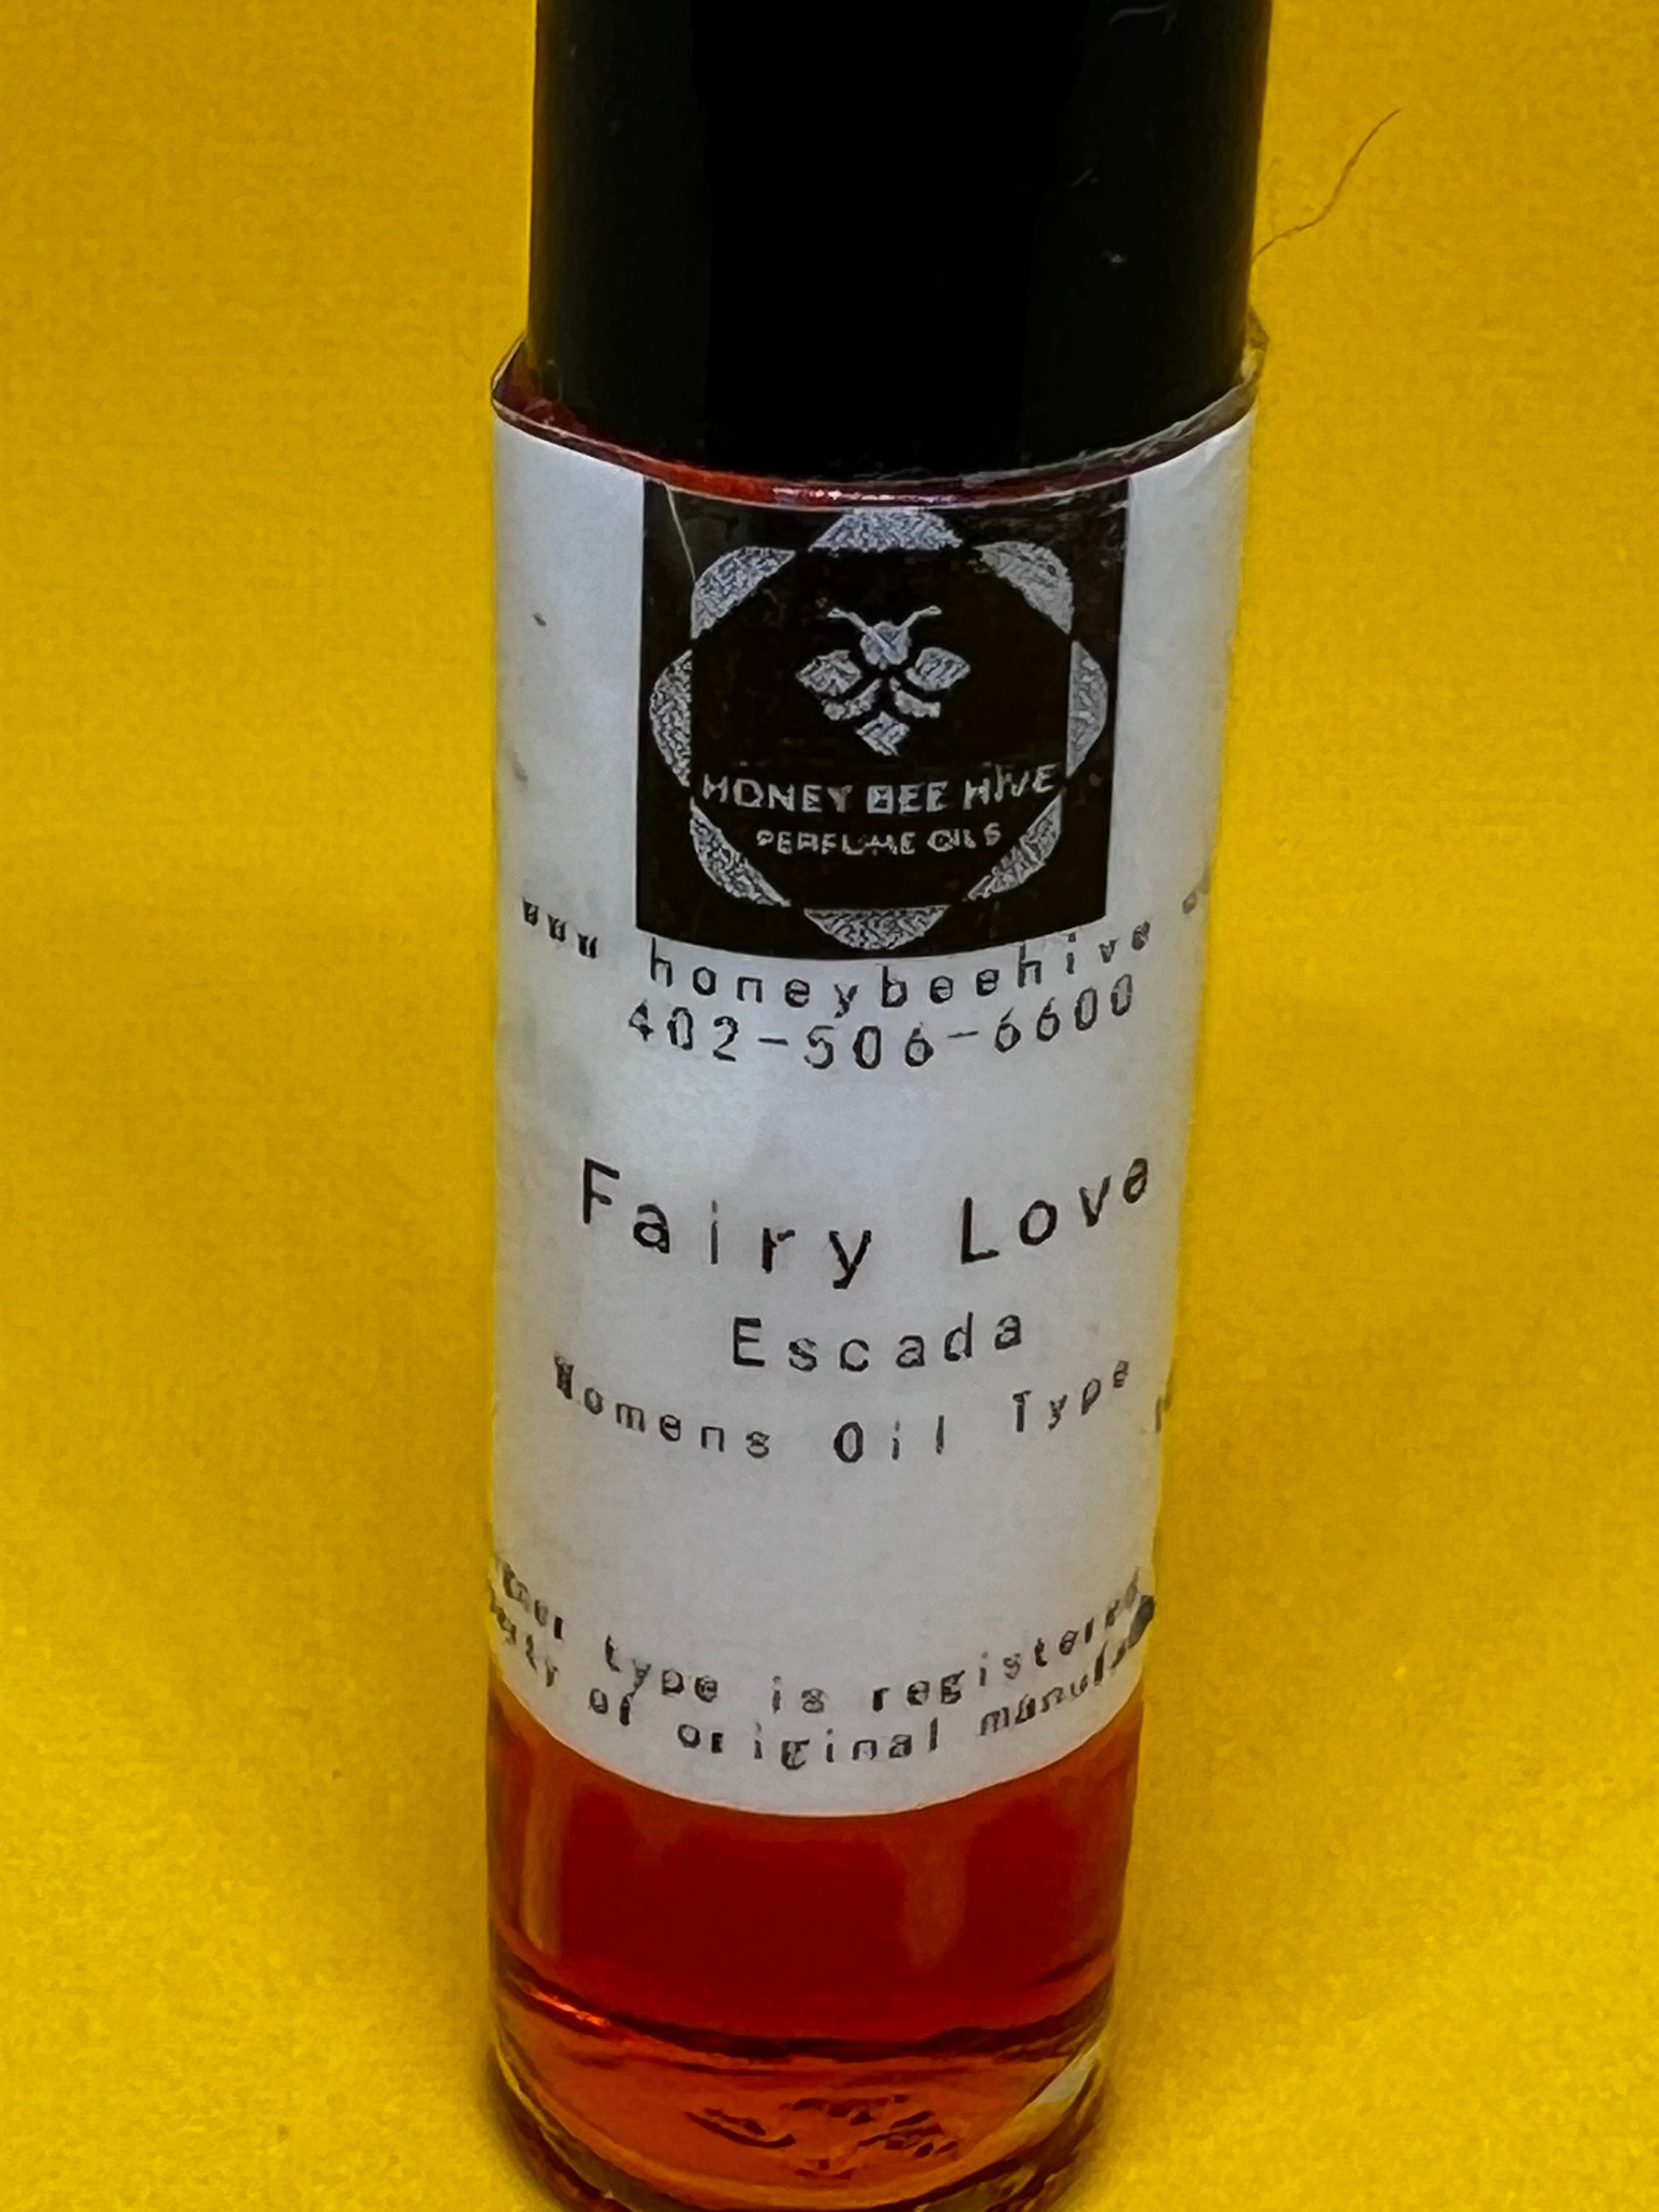 HONEY BEE HIVE
PERFUME OILS
www honeybeehive
402-506-6600
Fairy Love
Escada
Womens Oil Type
type is registered
of original